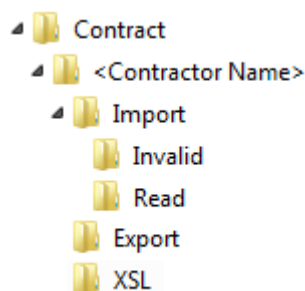 Contract
<Contractor Name>
Import
Invalid
Read
Export
XSL